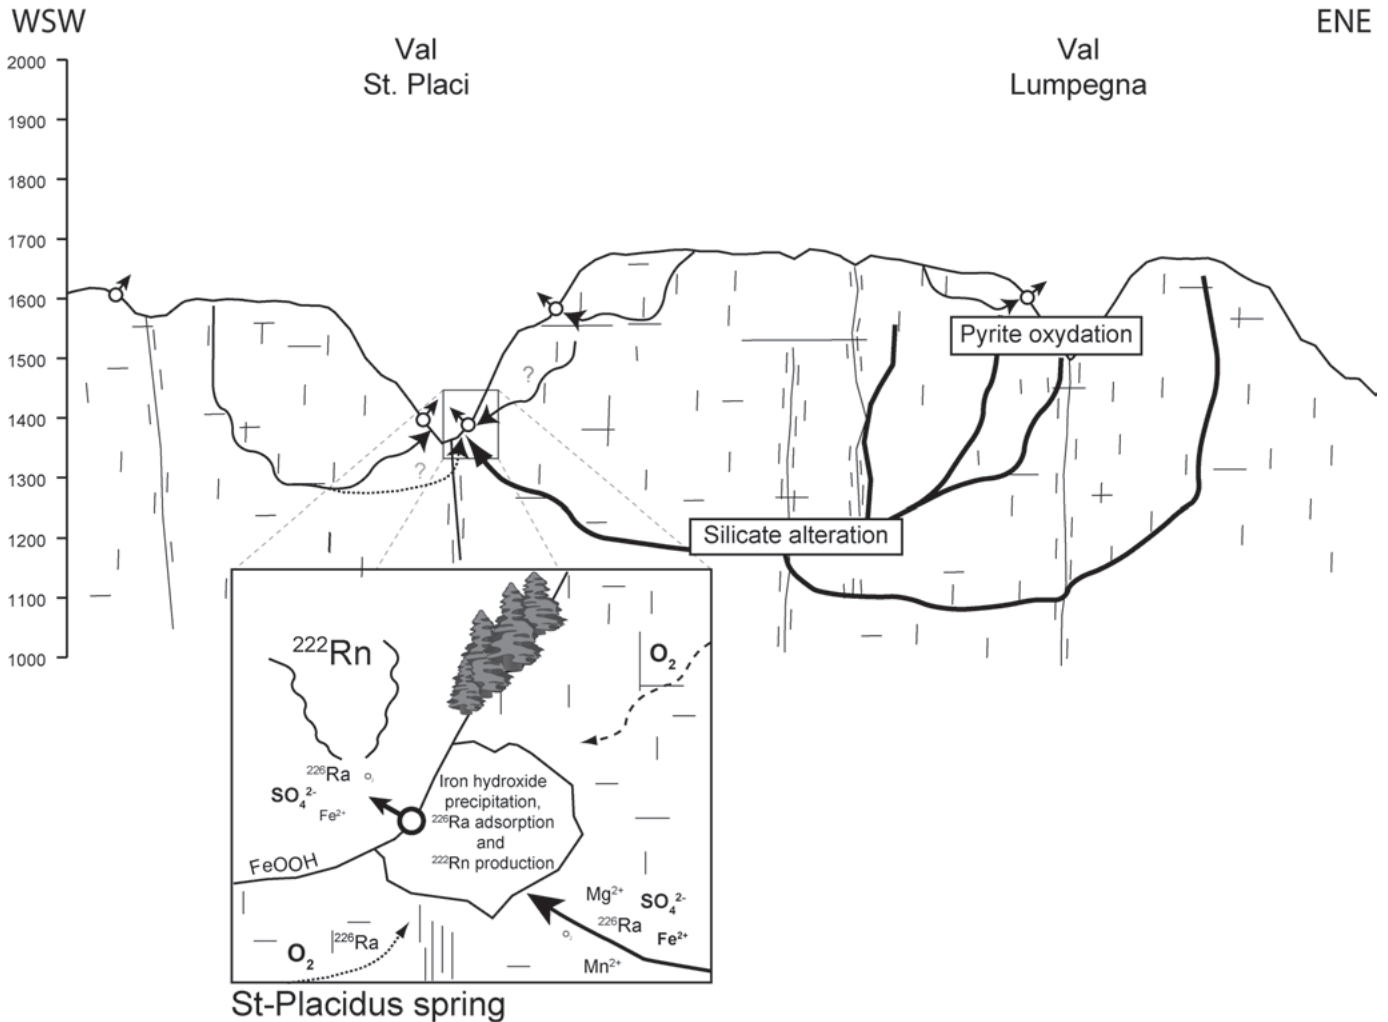 WSW
ENE
Val
St. Placi
Val
Lumpegna
2000
1900
1800
1700
1600
1500
1400
1300
1200
1100
1000
Pyrite oxydation
?
?
Silicate alteration
²²²Rn
O₂
²²⁶Ra O₂
SO₄²⁻
Fe²⁺
Iron hydroxide
precipitation,
²²⁶Ra adsorption
and
²²²Rn production
FeOOH
Mg²⁺ SO₄²⁻
²²⁶Ra
O₂ Fe²⁺
Mn²⁺
O₂ ²²⁶Ra
St-Placidus spring